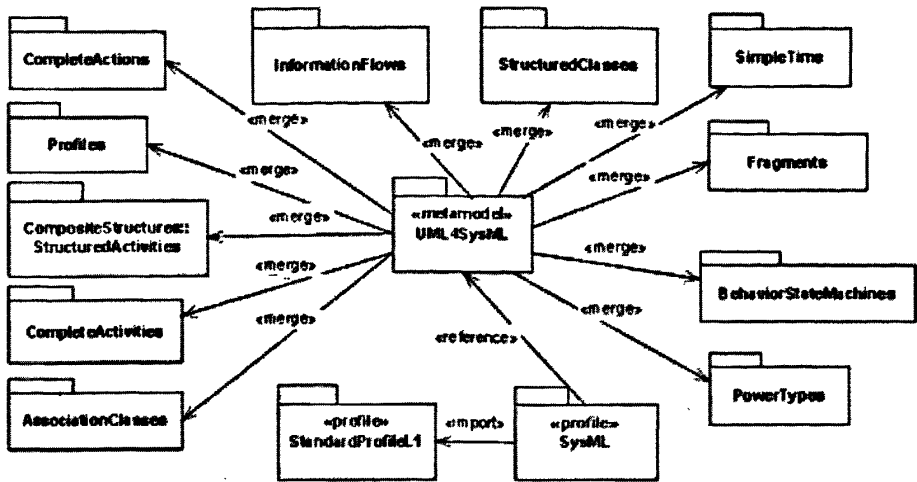 CompleteActions
InformationFlows
StructuredClasses
SimpleTime
«merge»
«merge»
«merge»
«merge»
Profiles
«merge»
«merge»
Fragments
«metamodel»
UML4SysML
CompositeStructures::
StructuredActivities
«merge»
«merge»
«merge»
BehaviorStateMachines
CompleteActivities
«merge»
«merge»
«reference»
PowerTypes
AssociationClasses
«profile»
StandardProfileL1
«import»
«profile»
SysML